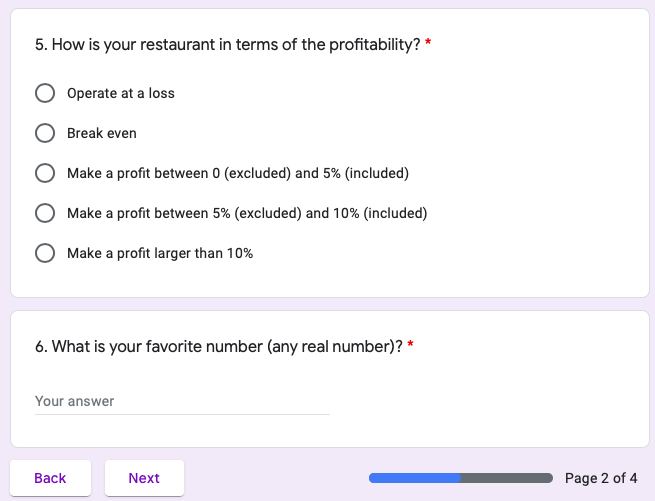 5. How is your restaurant in terms of the profitability? *
Operate at a loss
Break even
Make a profit between 0 (excluded) and 5% (included)
Make a profit between 5% (excluded) and 10% (included)
Make a profit larger than 10%
6. What is your favorite number (any real number)? *
Your answer
Back
Next
Page 2 of 4